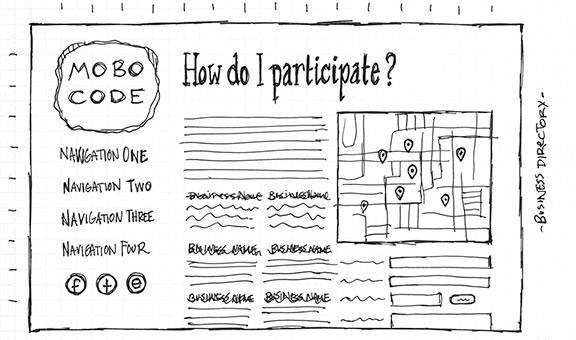 MOBO
CODE
How do I participate?
NAVIGATION ONE
NAVIGATION TWO
NAVIGATION THREE
NAVIGATION FOUR
f t e
BUSINESS NAME BUSINESS NAME
BUSINESS NAME BUSINESS NAME
BUSINESS NAME BUSINESS NAME
- BUSINESS DIRECTORY -